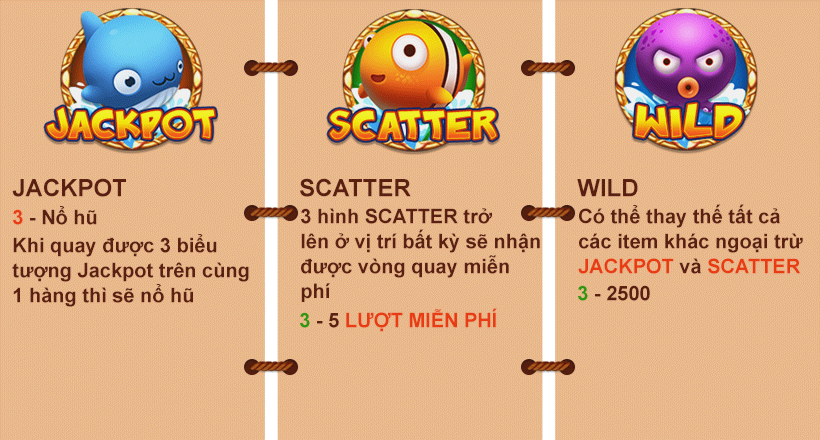 JACKPOT
JACKPOT
3 - Nổ hũ
Khi quay được 3 biểu
tượng Jackpot trên cùng
1 hàng thì sẽ nổ hũ
SCATTER
SCATTER
3 hình SCATTER trở
lên ở vị trí bất kỳ sẽ nhận
được vòng quay miễn
phí
3 - 5 LƯỢT MIỄN PHÍ
WILD
WILD
Có thể thay thế tất cả
các item khác ngoại trừ
JACKPOT và SCATTER
3 - 2500